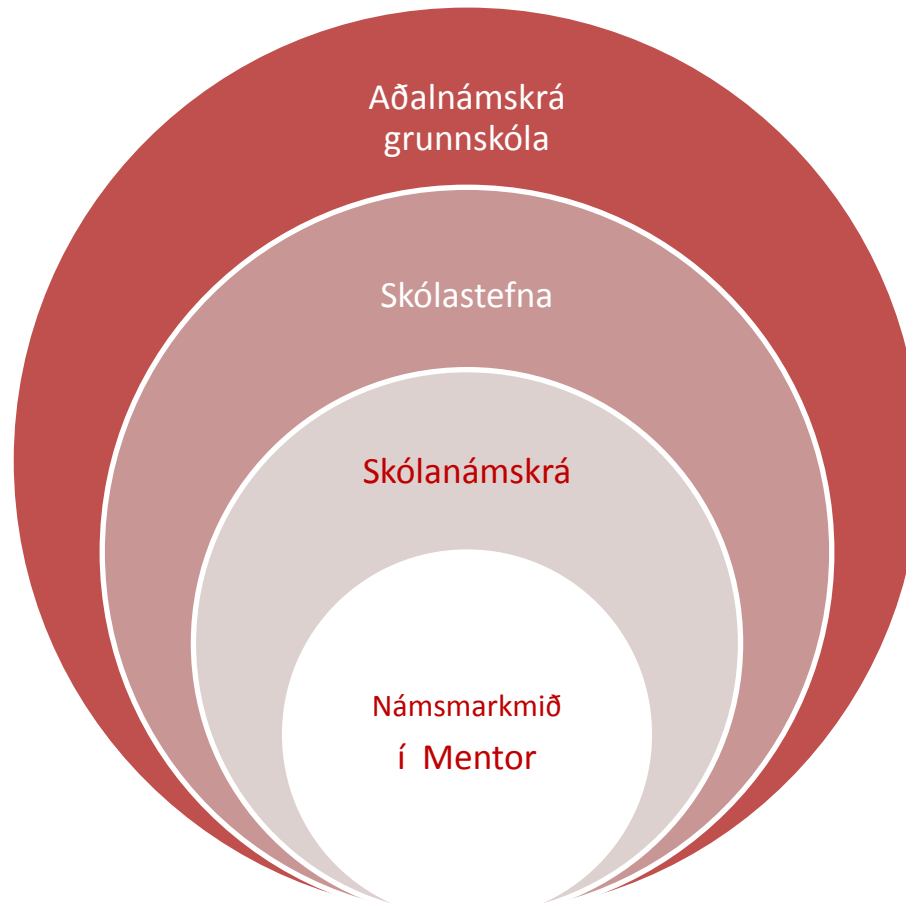 Aðalnámskrá
grunnskóla
Skólastefna
Skólanámskrá
Námsmarkmið
í Mentor